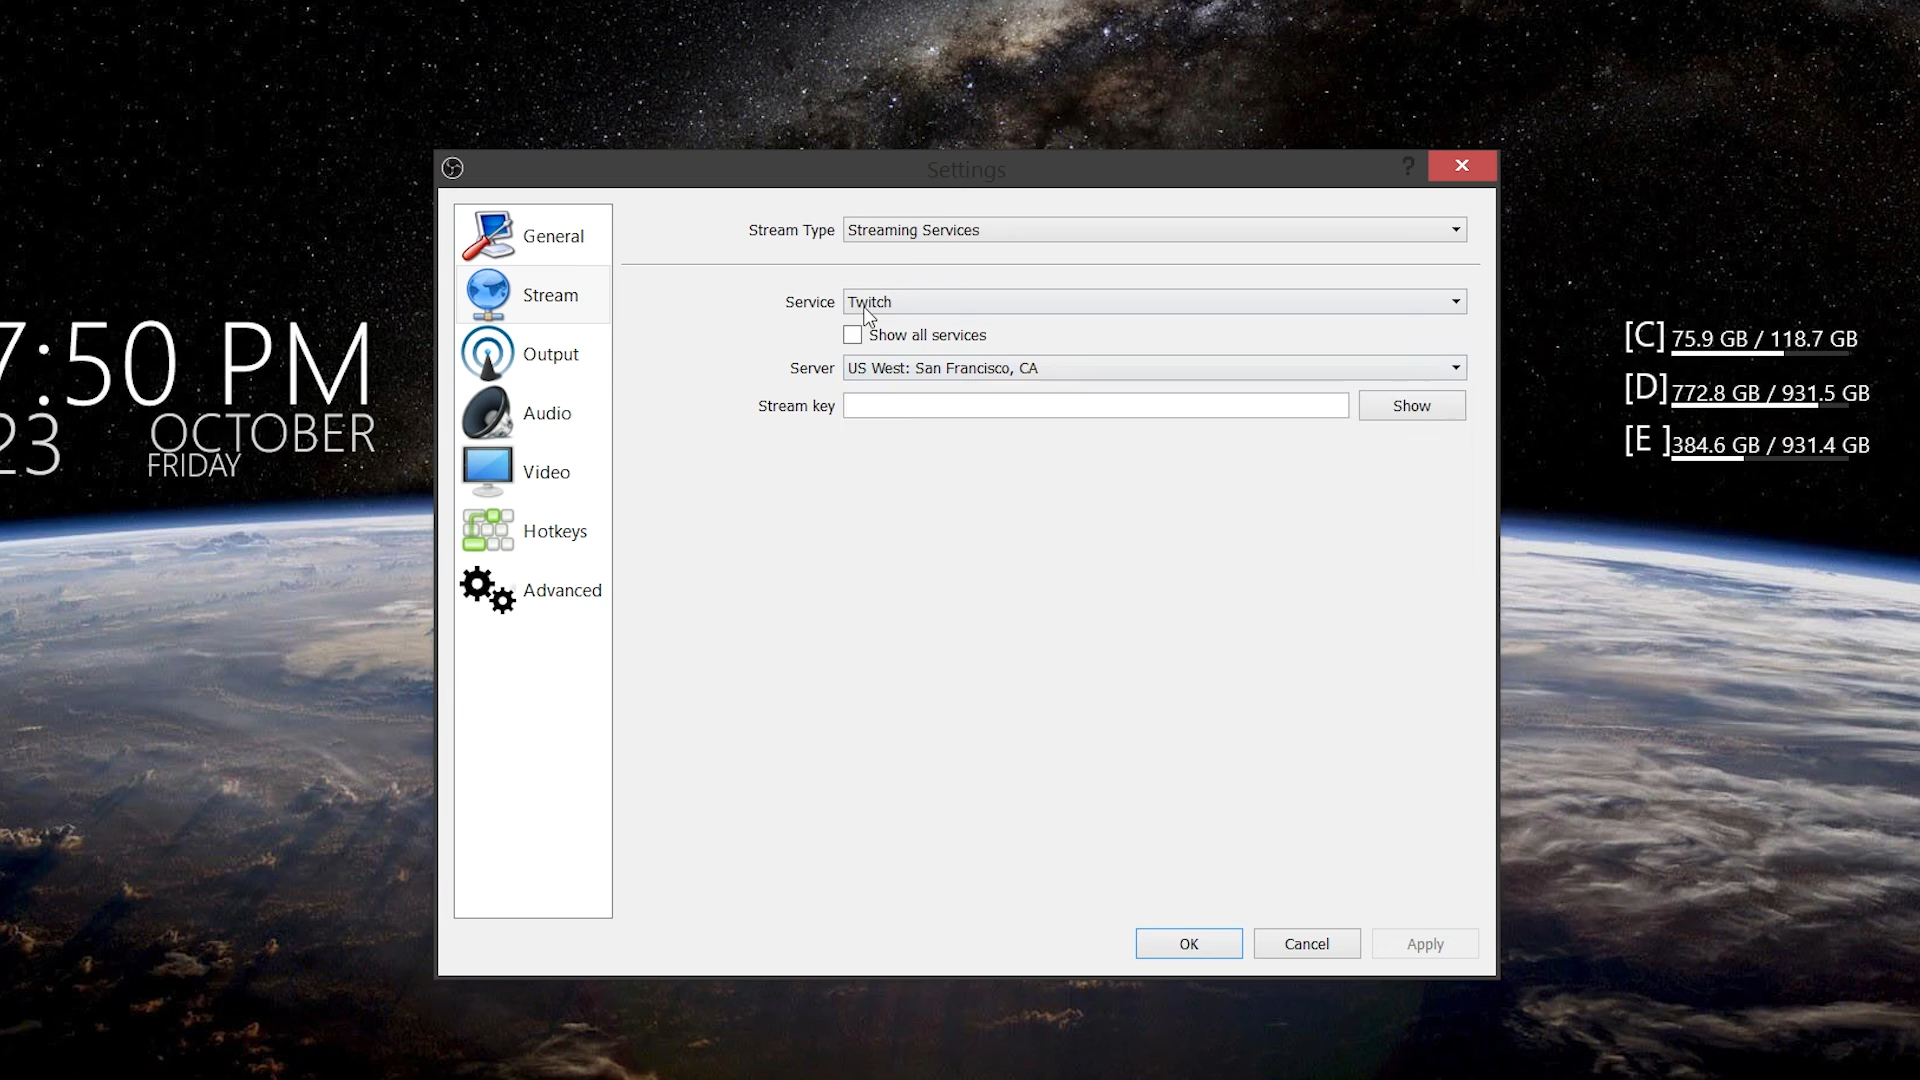 Settings
?
General
Stream
Output
Audio
Video
Hotkeys
Advanced
Stream Type Streaming Services
Service Twitch
Show all services
Server US West: San Francisco, CA
Stream key Show
OK Cancel Apply
7:50 PM
23 OCTOBER
FRIDAY
[C] 75.9 GB / 118.7 GB
[D] 772.8 GB / 931.5 GB
[E ] 384.6 GB / 931.4 GB